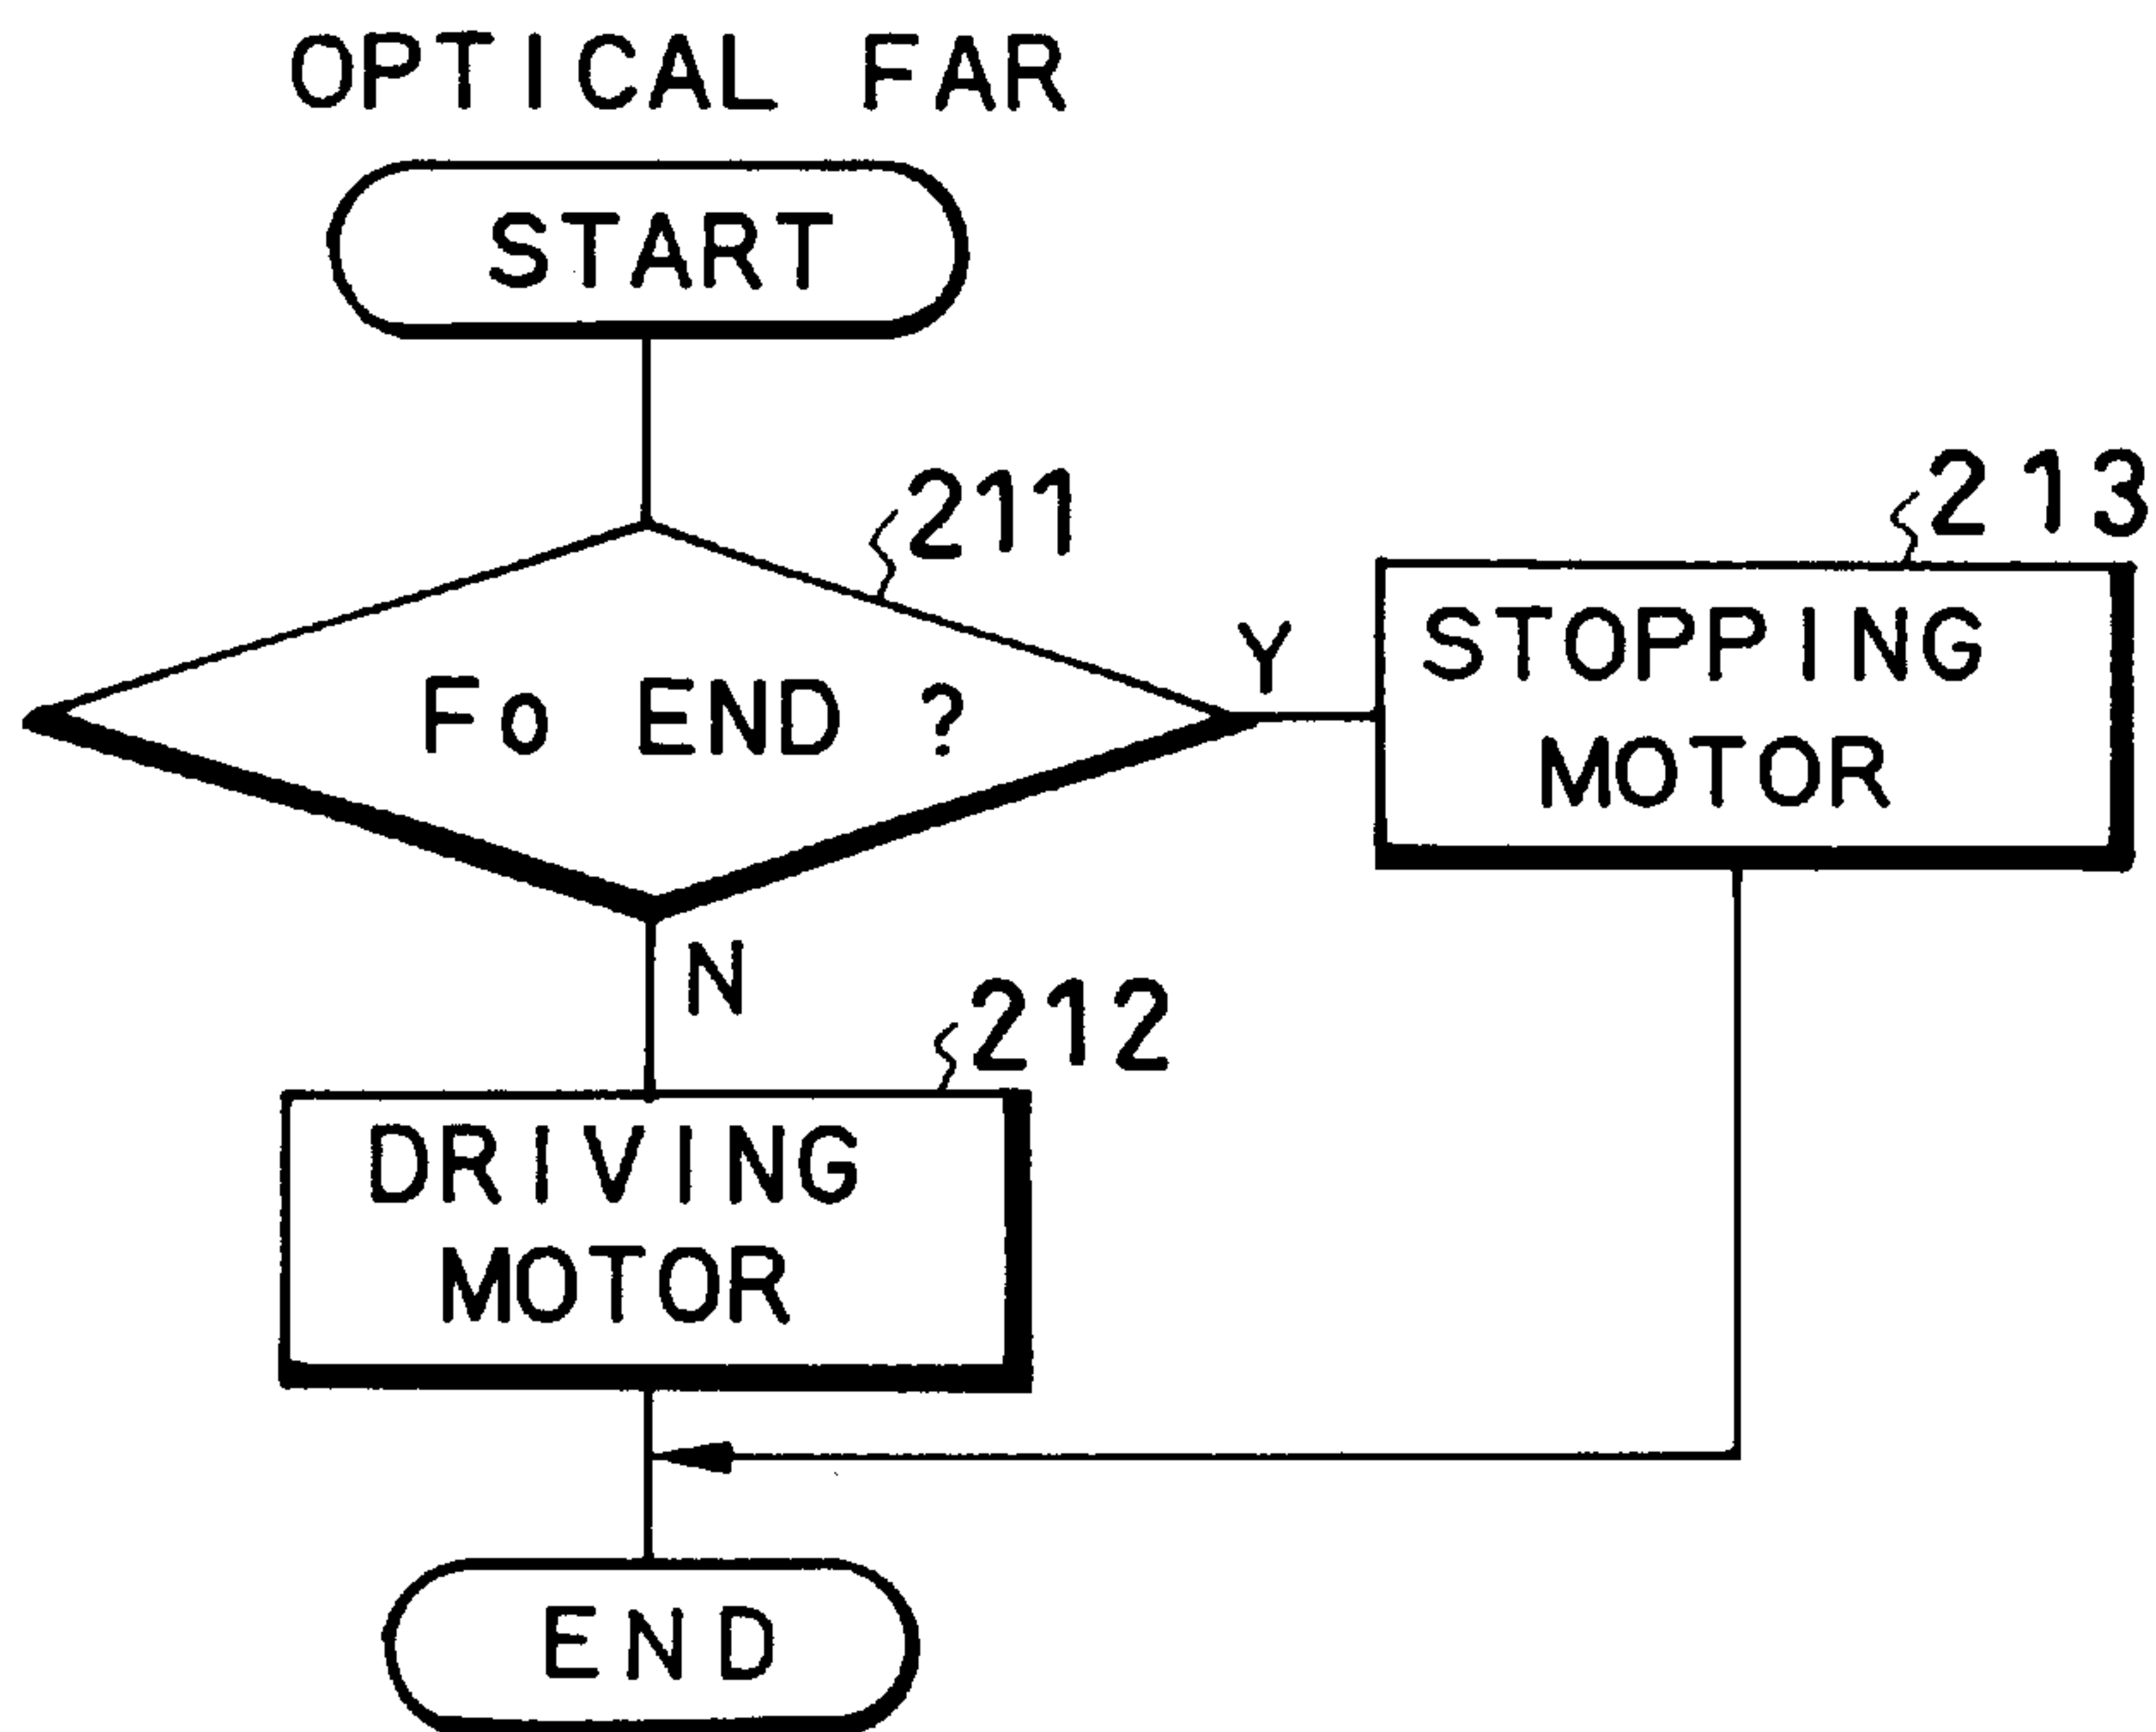 OPTICAL FAR
START
211
Fo END ?
Y
213
STOPPING
MOTOR
N
212
DRIVING
MOTOR
END